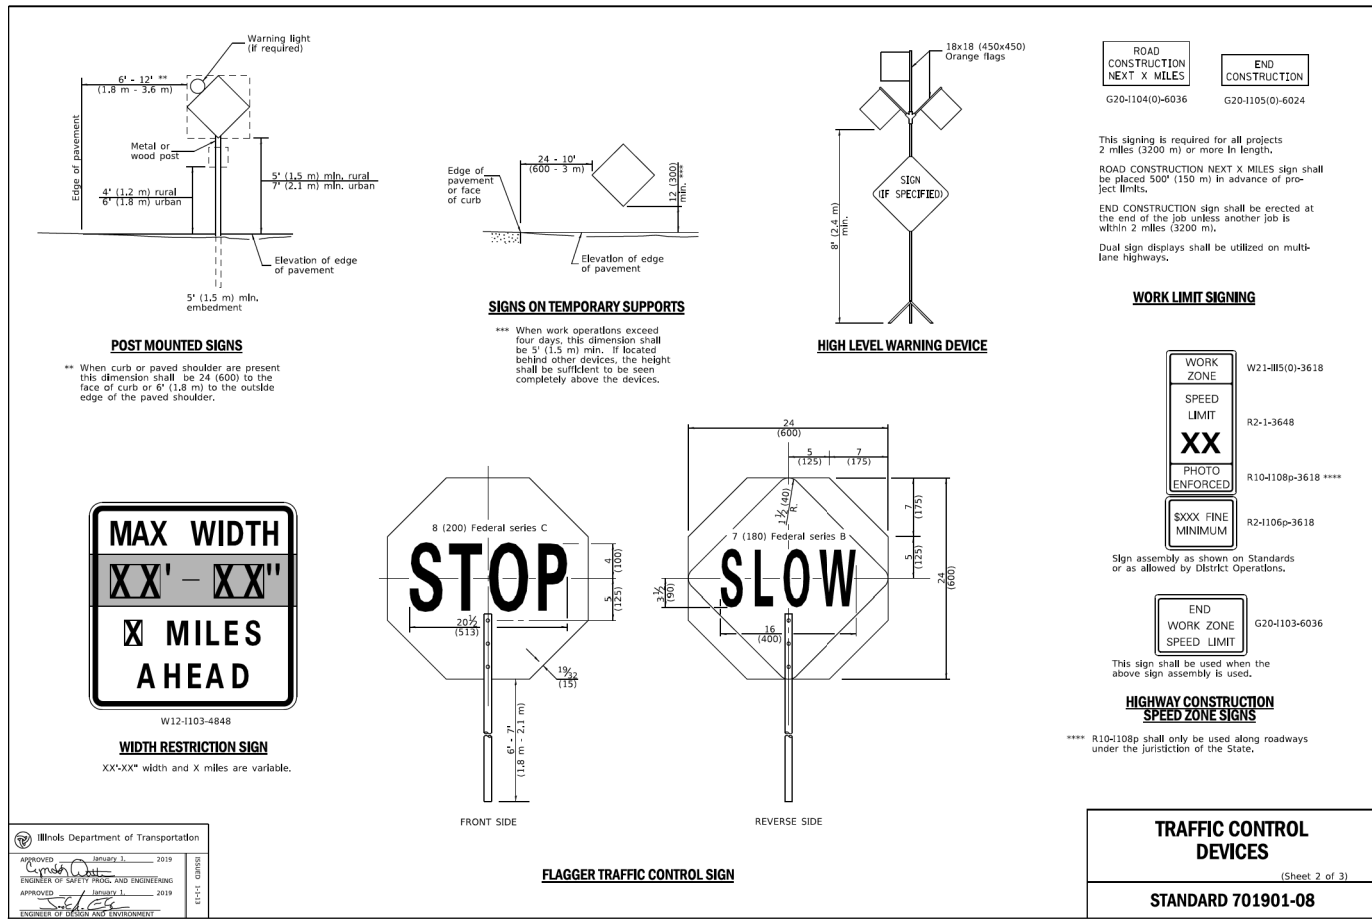 Warning light
(if required)
6' - 12' **
(1.8 m - 3.6 m)
Edge of pavement
Metal or
wood post
4' (1.2 m) rural
6' (1.8 m) urban
5' (1.5 m) min. rural
7' (2.1 m) min. urban
Elevation of edge
of pavement
5' (1.5 m) min.
embedment
POST MOUNTED SIGNS
** When curb or paved shoulder are present
this dimension shall be 24 (600) to the
face of curb or 6' (1.8 m) to the outside
edge of the paved shoulder.
24 - 10'
(600 - 3 m)
Edge of
pavement
or face
of curb
12 (300)
min. ***
Elevation of edge
of pavement
SIGNS ON TEMPORARY SUPPORTS
*** When work operations exceed
four days, this dimension shall
be 5' (1.5 m) min. If located
behind other devices, the height
shall be sufficient to be seen
completely above the devices.
18x18 (450x450)
Orange flags
SIGN
(IF SPECIFIED)
8' (2.4 m)
min.
HIGH LEVEL WARNING DEVICE
ROAD
CONSTRUCTION
NEXT X MILES
G20-I104(0)-6036
END
CONSTRUCTION
G20-I105(0)-6024
This signing is required for all projects
2 miles (3200 m) or more in length.
ROAD CONSTRUCTION NEXT X MILES sign shall
be placed 500' (150 m) in advance of pro-
ject limits.
END CONSTRUCTION sign shall be erected at
the end of the job unless another job is
within 2 miles (3200 m).
Dual sign displays shall be utilized on multi-
lane highways.
WORK LIMIT SIGNING
WORK
ZONE
W21-III5(0)-3618
SPEED
LIMIT
XX
R2-1-3648
PHOTO
ENFORCED
R10-I108p-3618 ****
$XXX FINE
MINIMUM
R2-I106p-3618
Sign assembly as shown on Standards
or as allowed by District Operations.
END
WORK ZONE
SPEED LIMIT
G20-I103-6036
This sign shall be used when the
above sign assembly is used.
HIGHWAY CONSTRUCTION
SPEED ZONE SIGNS
**** R10-I108p shall only be used along roadways
under the juristiction of the State.
MAX WIDTH
XX' - XX"
X MILES
AHEAD
W12-I103-4848
WIDTH RESTRICTION SIGN
XX'-XX" width and X miles are variable.
8 (200) Federal series C
STOP
4
(100)
5
(125)
20 1/2
(513)
19/32
(15)
6' - 7'
(1.8 m - 2.1 m)
FRONT SIDE
24
(600)
5
(125)
7
(175)
1 1/2 (40)
R.
7
(175)
7 (180) Federal series B
SLOW
5
(125)
24
(600)
3 1/2
(90)
16
(400)
REVERSE SIDE
FLAGGER TRAFFIC CONTROL SIGN
Illinois Department of Transportation
APPROVED January 1, 2019
ENGINEER OF SAFETY PROG. AND ENGINEERING
APPROVED January 1, 2019
ENGINEER OF DESIGN AND ENVIRONMENT
ISSUED 1-1-13
TRAFFIC CONTROL
DEVICES
(Sheet 2 of 3)
STANDARD 701901-08